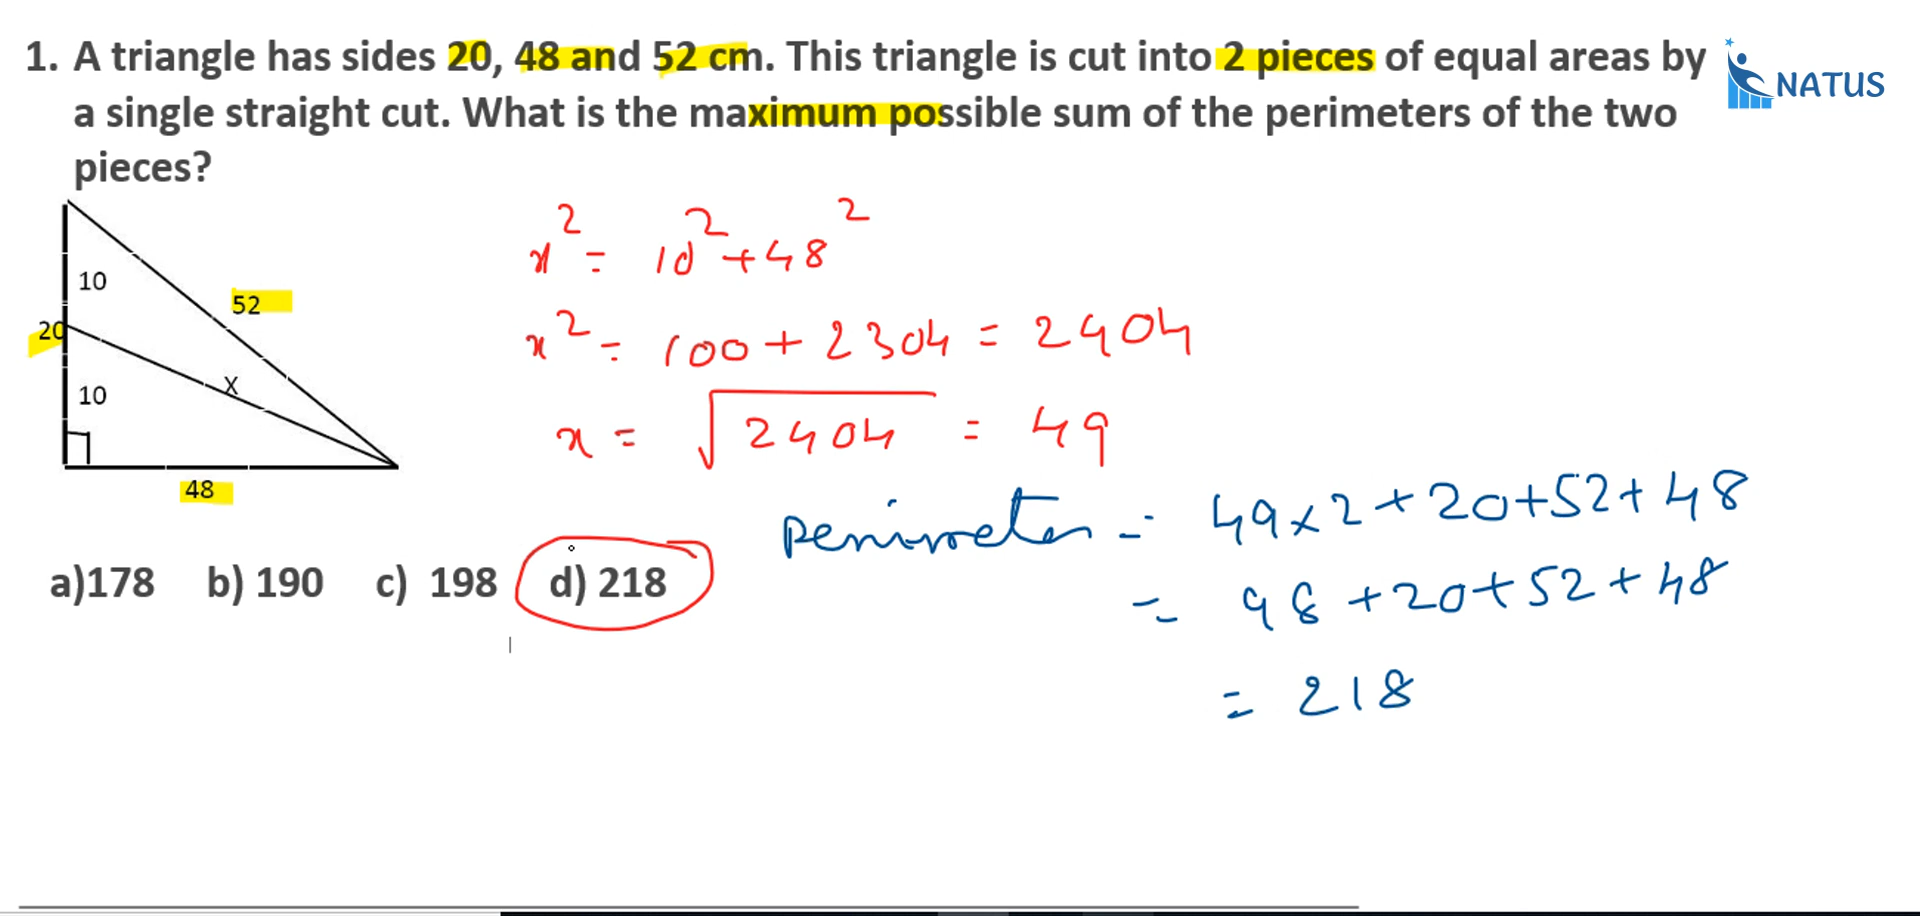 1. A triangle has sides 20, 48 and 52 cm. This triangle is cut into 2 pieces of equal areas by
a single straight cut. What is the maximum possible sum of the perimeters of the two
pieces?
NATUS
10
52
20
X
10
48
x² = 10² + 48²
x² = 100 + 2304 = 2404
x = √2404 = 49
Perimeter = 49 x 2 + 20 + 52 + 48
= 98 + 20 + 52 + 48
= 218
a)178 b) 190 c) 198 d) 218